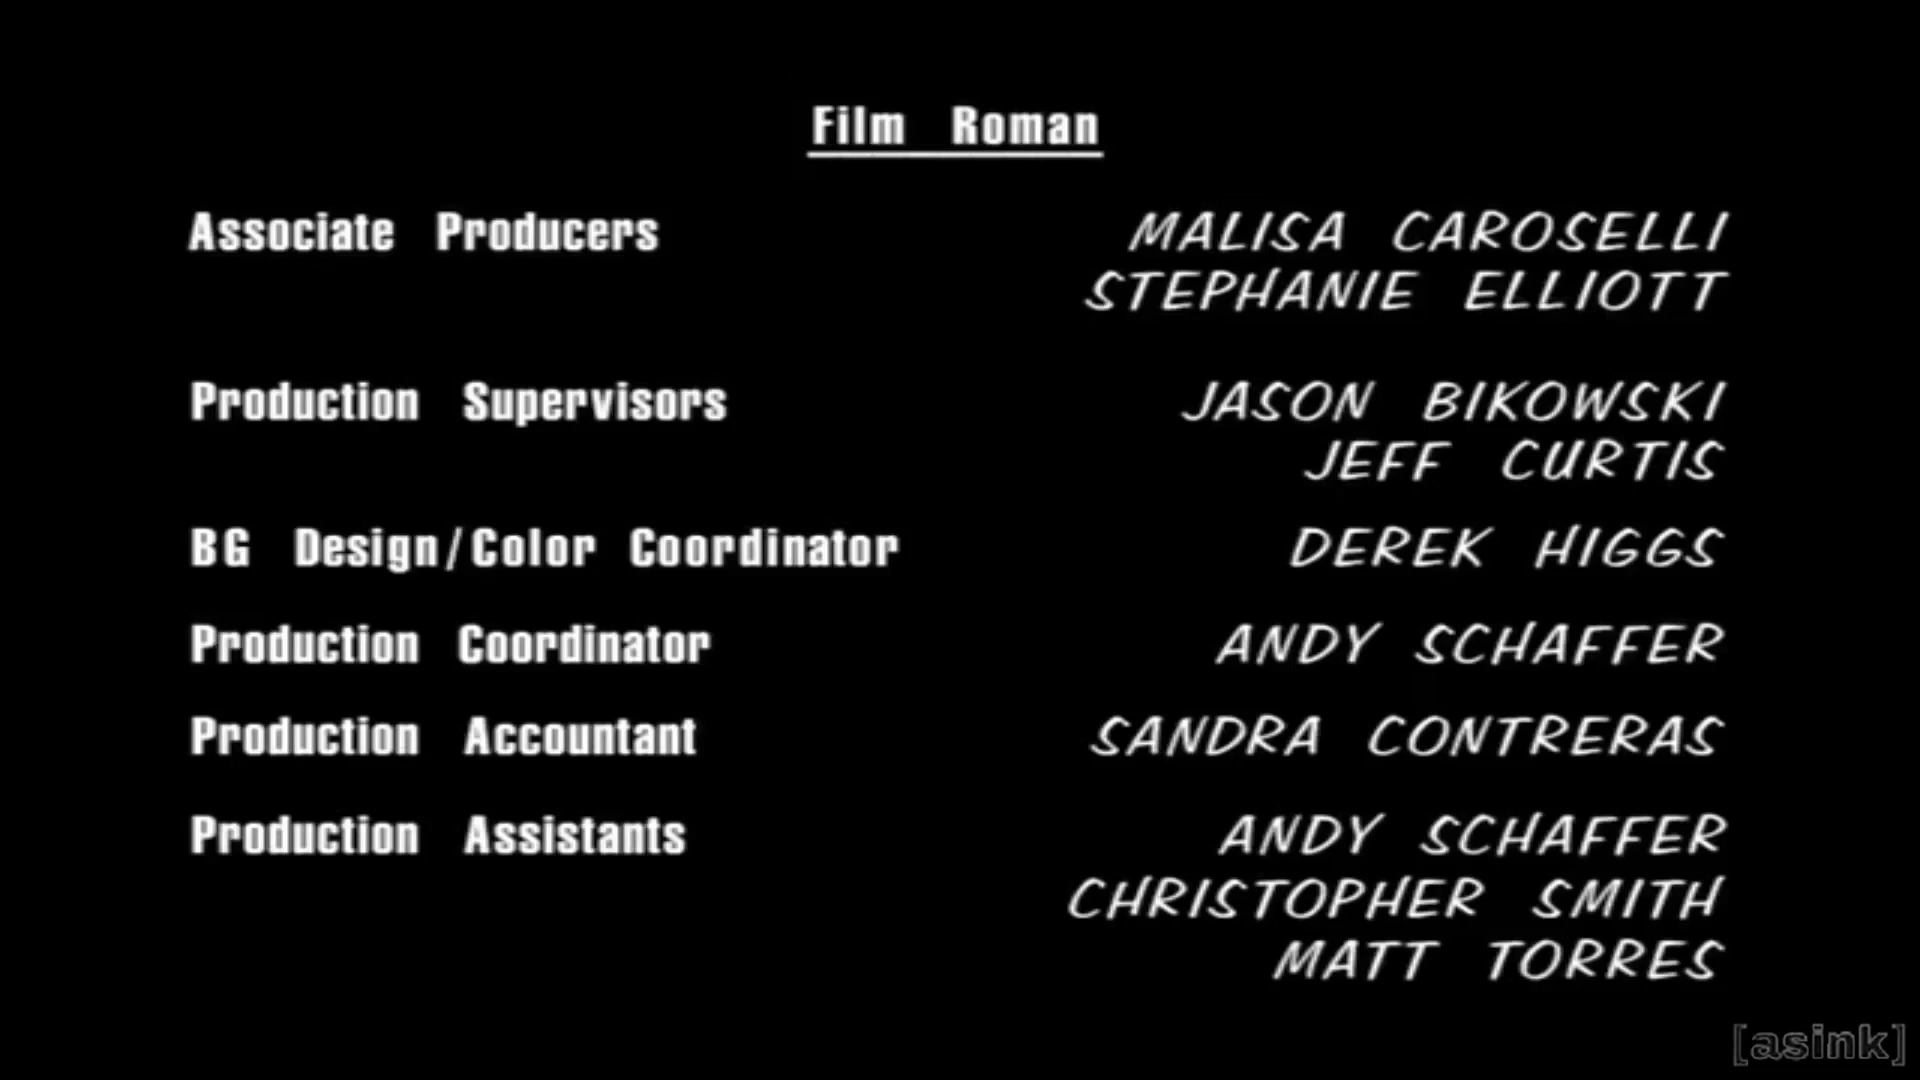 Film Roman
Associate Producers MALISA CAROSELLI
STEPHANIE ELLIOTT
Production Supervisors JASON BIKOWSKI
JEFF CURTIS
BG Design/Color Coordinator DEREK HIGGS
Production Coordinator ANDY SCHAFFER
Production Accountant SANDRA CONTRERAS
Production Assistants ANDY SCHAFFER
CHRISTOPHER SMITH
MATT TORRES
[asink]